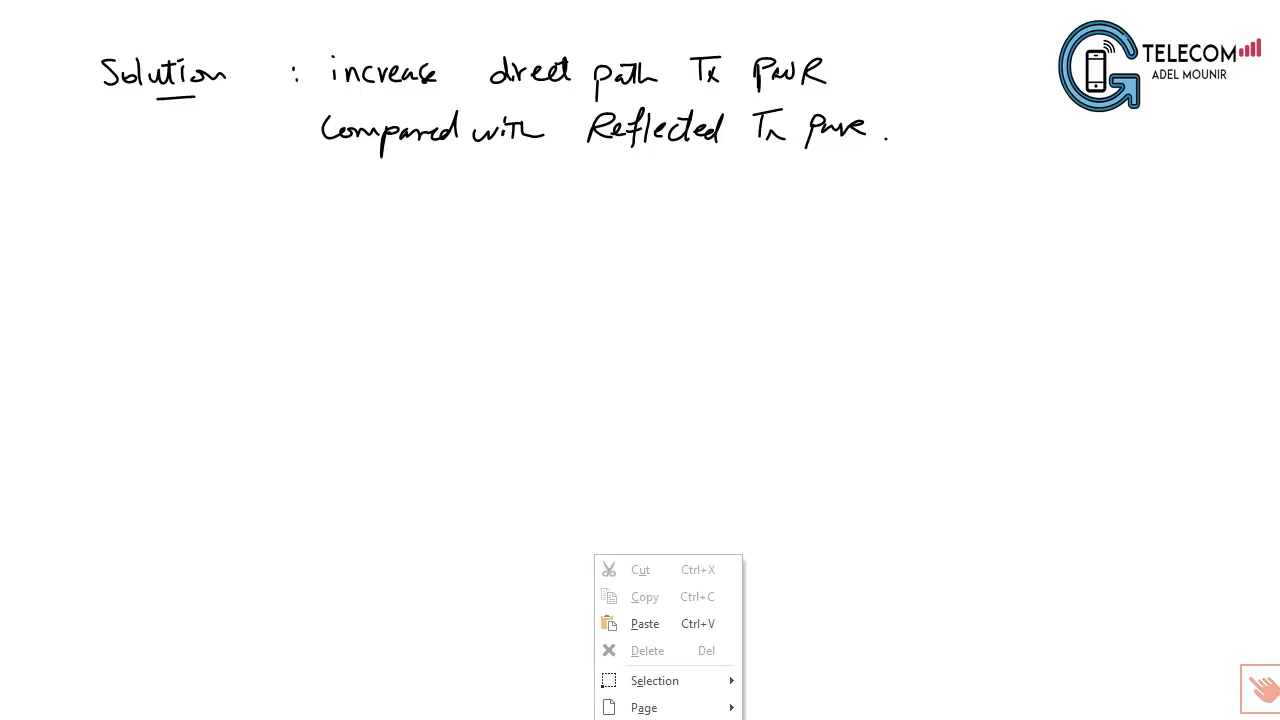 Solution : increase direct path Tx PWR
Compared with Reflected Tx PWR .
TELECOM
ADEL MOUNIR
Cut Ctrl+X
Copy Ctrl+C
Paste Ctrl+V
Delete Del
Selection
Page